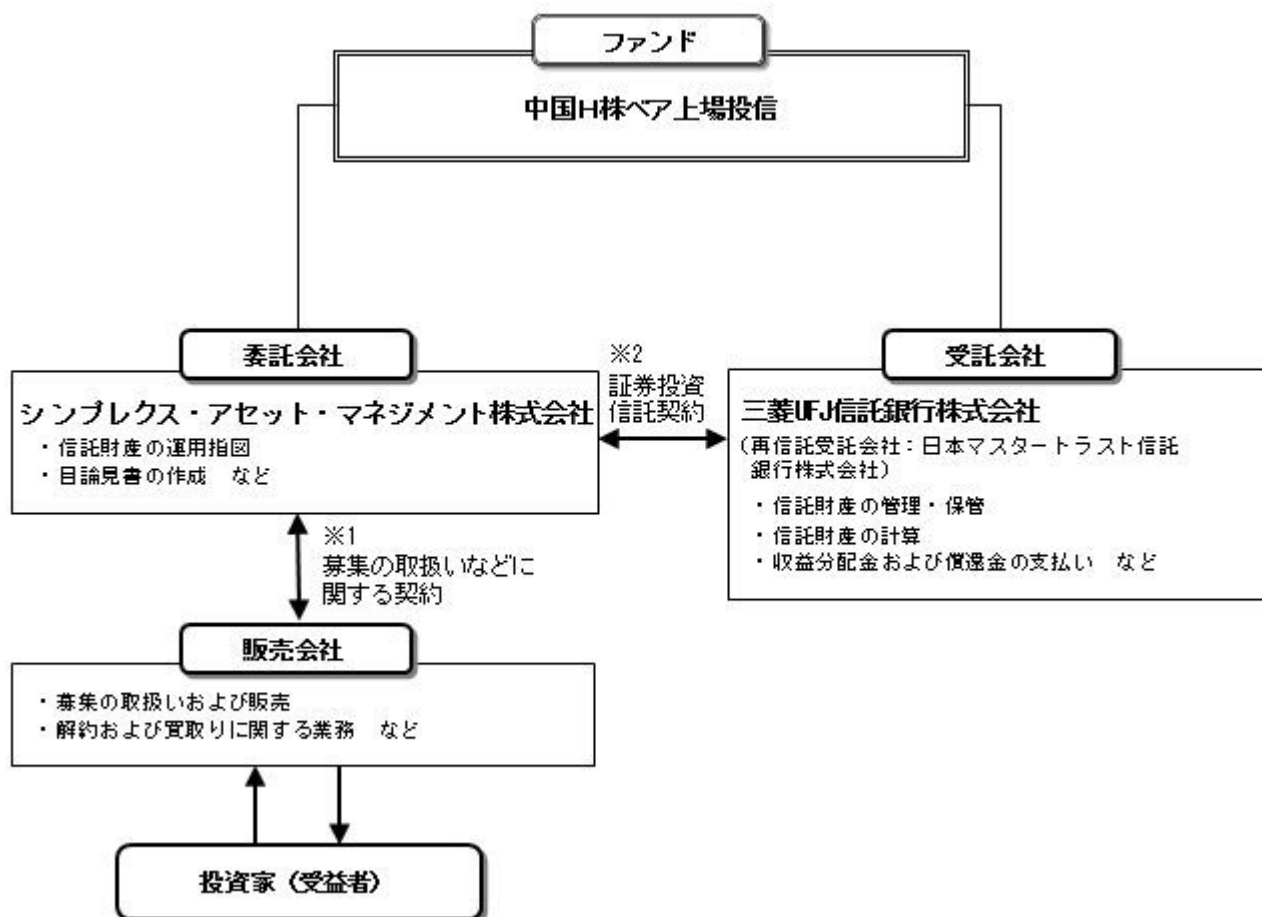 ファンド
中国H株ベア上場投信
委託会社
シンプレクス・アセット・マネジメント株式会社
・信託財産の運用指図
・目論見書の作成　など
※2
証券投資
信託契約
受託会社
三菱UFJ信託銀行株式会社
(再信託受託会社：日本マスタートラスト信託
銀行株式会社)
・信託財産の管理・保管
・信託財産の計算
・収益分配金および償還金の支払い　など
※1
募集の取扱いなどに
関する契約
販売会社
・募集の取扱いおよび販売
・解約および買取りに関する業務　など
投資家（受益者）